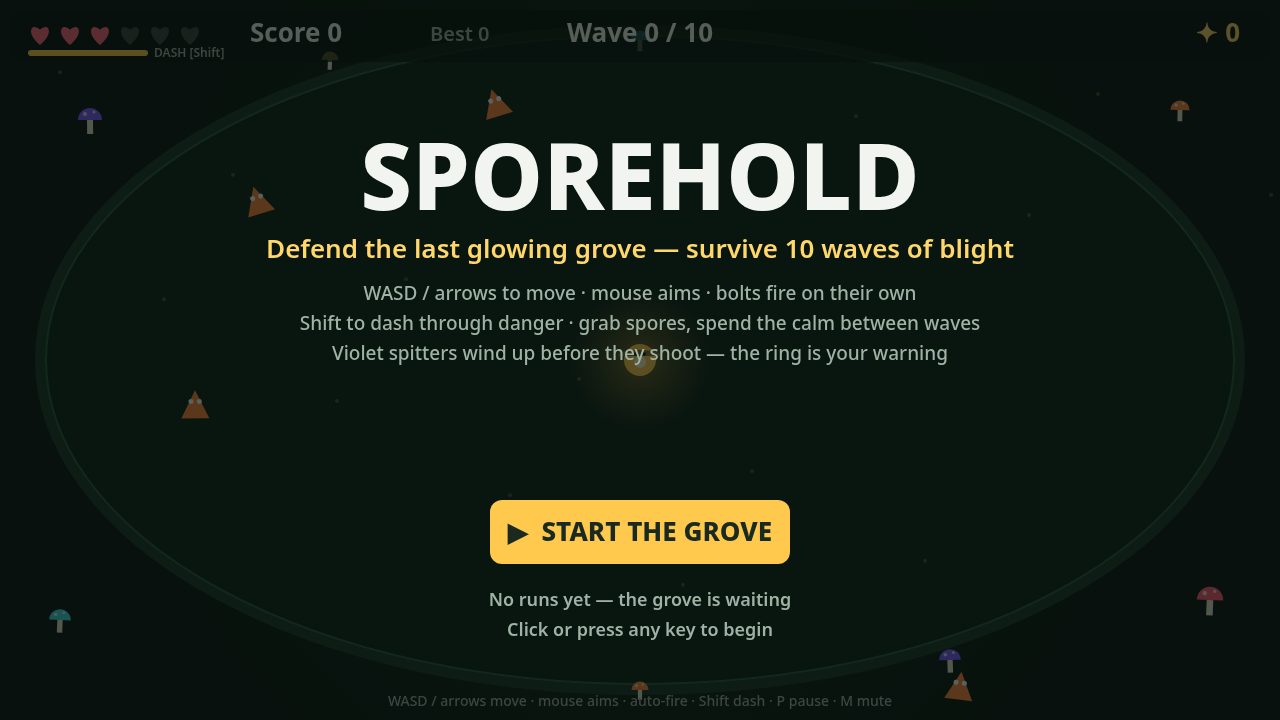 Score 0 Best 0 Wave 0 / 10 ✦ 0
DASH [Shift]
SPOREHOLD
Defend the last glowing grove — survive 10 waves of blight
WASD / arrows to move · mouse aims · bolts fire on their own
Shift to dash through danger · grab spores, spend the calm between waves
Violet spitters wind up before they shoot — the ring is your warning
▶ START THE GROVE
No runs yet — the grove is waiting
Click or press any key to begin
WASD / arrows move · mouse aims · auto-fire · Shift dash · P pause · M mute